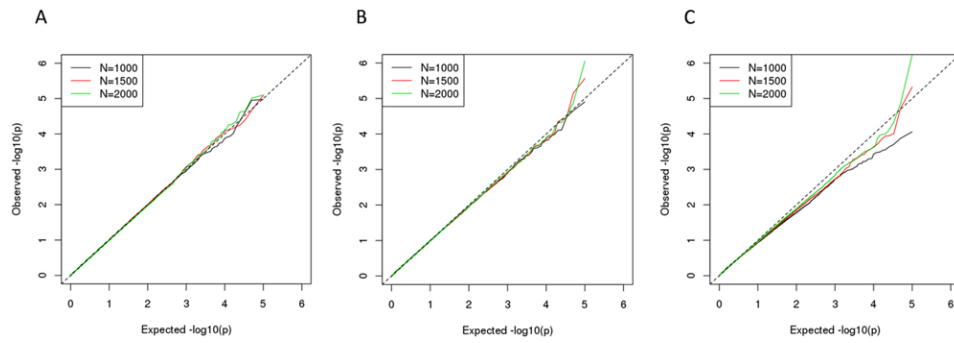 A
N=1000
N=1500
N=2000
Observed -log10(p)
6
5
4
3
2
1
0
0 1 2 3 4 5 6
Expected -log10(p)
B
N=1000
N=1500
N=2000
Observed -log10(p)
6
5
4
3
2
1
0
0 1 2 3 4 5 6
Expected -log10(p)
C
N=1000
N=1500
N=2000
Observed -log10(p)
6
5
4
3
2
1
0
0 1 2 3 4 5 6
Expected -log10(p)